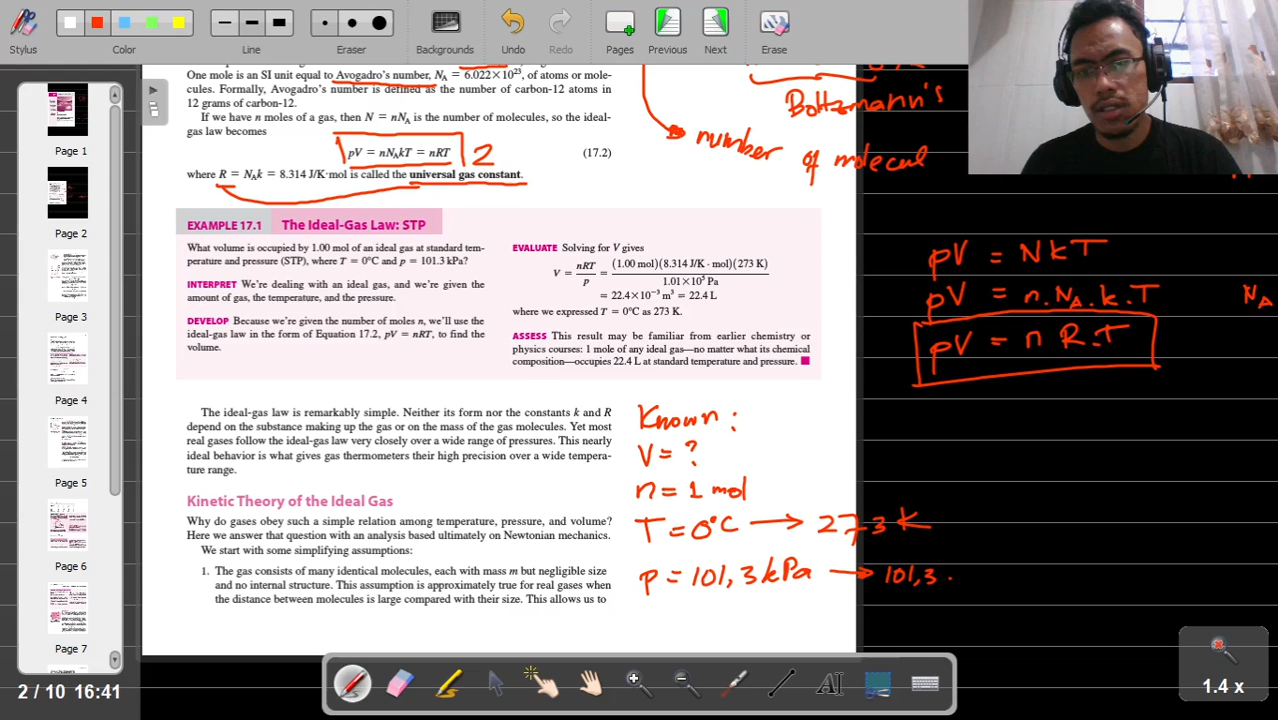 Stylus
Color
Line
Eraser
Backgrounds
Undo
Redo
Pages
Previous
Next
Erase
Page 1
Page 2
Page 3
Page 4
Page 5
Page 6
Page 7
2 / 10 16:41
One mole is an SI unit equal to Avogadro's number, NA = 6.022×10²³, of atoms or mole-
cules. Formally, Avogadro's number is defined as the number of carbon-12 atoms in
12 grams of carbon-12.
If we have n moles of a gas, then N = nNA is the number of molecules, so the ideal-
gas law becomes
pV = nNAkT = nRT (17.2)
2
where R = NAk = 8.314 J/K·mol is called the universal gas constant.
EXAMPLE 17.1 The Ideal-Gas Law: STP
What volume is occupied by 1.00 mol of an ideal gas at standard tem-
perature and pressure (STP), where T = 0°C and p = 101.3 kPa?
INTERPRET We're dealing with an ideal gas, and we're given the
amount of gas, the temperature, and the pressure.
DEVELOP Because we're given the number of moles n, we'll use the
ideal-gas law in the form of Equation 17.2, pV = nRT, to find the
volume.
EVALUATE Solving for V gives
V = nRT/p = (1.00 mol)(8.314 J/K · mol)(273 K)/1.01 × 10⁵ Pa
= 22.4×10⁻³ m³ = 22.4 L
where we expressed T = 0°C as 273 K.
ASSESS This result may be familiar from earlier chemistry or
physics courses: 1 mole of any ideal gas—no matter what its chemical
composition—occupies 22.4 L at standard temperature and pressure.
The ideal-gas law is remarkably simple. Neither its form nor the constants k and R
depend on the substance making up the gas or on the mass of the gas molecules. Yet most
real gases follow the ideal-gas law very closely over a wide range of pressures. This nearly
ideal behavior is what gives gas thermometers their high precision over a wide tempera-
ture range.
Kinetic Theory of the Ideal Gas
Why do gases obey such a simple relation among temperature, pressure, and volume?
Here we answer that question with an analysis based ultimately on Newtonian mechanics.
We start with some simplifying assumptions:
1. The gas consists of many identical molecules, each with mass m but negligible size
and no internal structure. This assumption is approximately true for real gases when
the distance between molecules is large compared with their size. This allows us to
Boltzmann's
number of molecul
pV = NkT
pV = n.NA.k.T
NA
pV = n R.T
Known :
V = ?
n = 1 mol
T = 0°C → 273 K
p = 101,3 kPa → 101,3 .
1.4 x